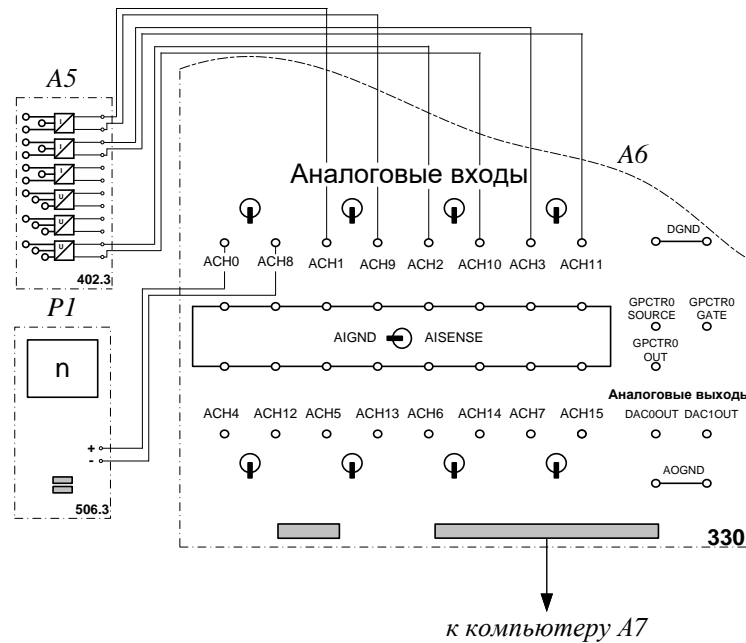 A5
I
I
I
U
U
U
402.3
P1
n
+
-
506.3
A6
Аналоговые входы
DGND
ACH0 ACH8 ACH1 ACH9 ACH2 ACH10 ACH3 ACH11
GPCTR0 SOURCE
GPCTR0 GATE
AIGND AISENSE
GPCTR0 OUT
Аналоговые выходы
ACH4 ACH12 ACH5 ACH13 ACH6 ACH14 ACH7 ACH15
DAC0OUT DAC1OUT
AOGND
330
к компьютеру A7